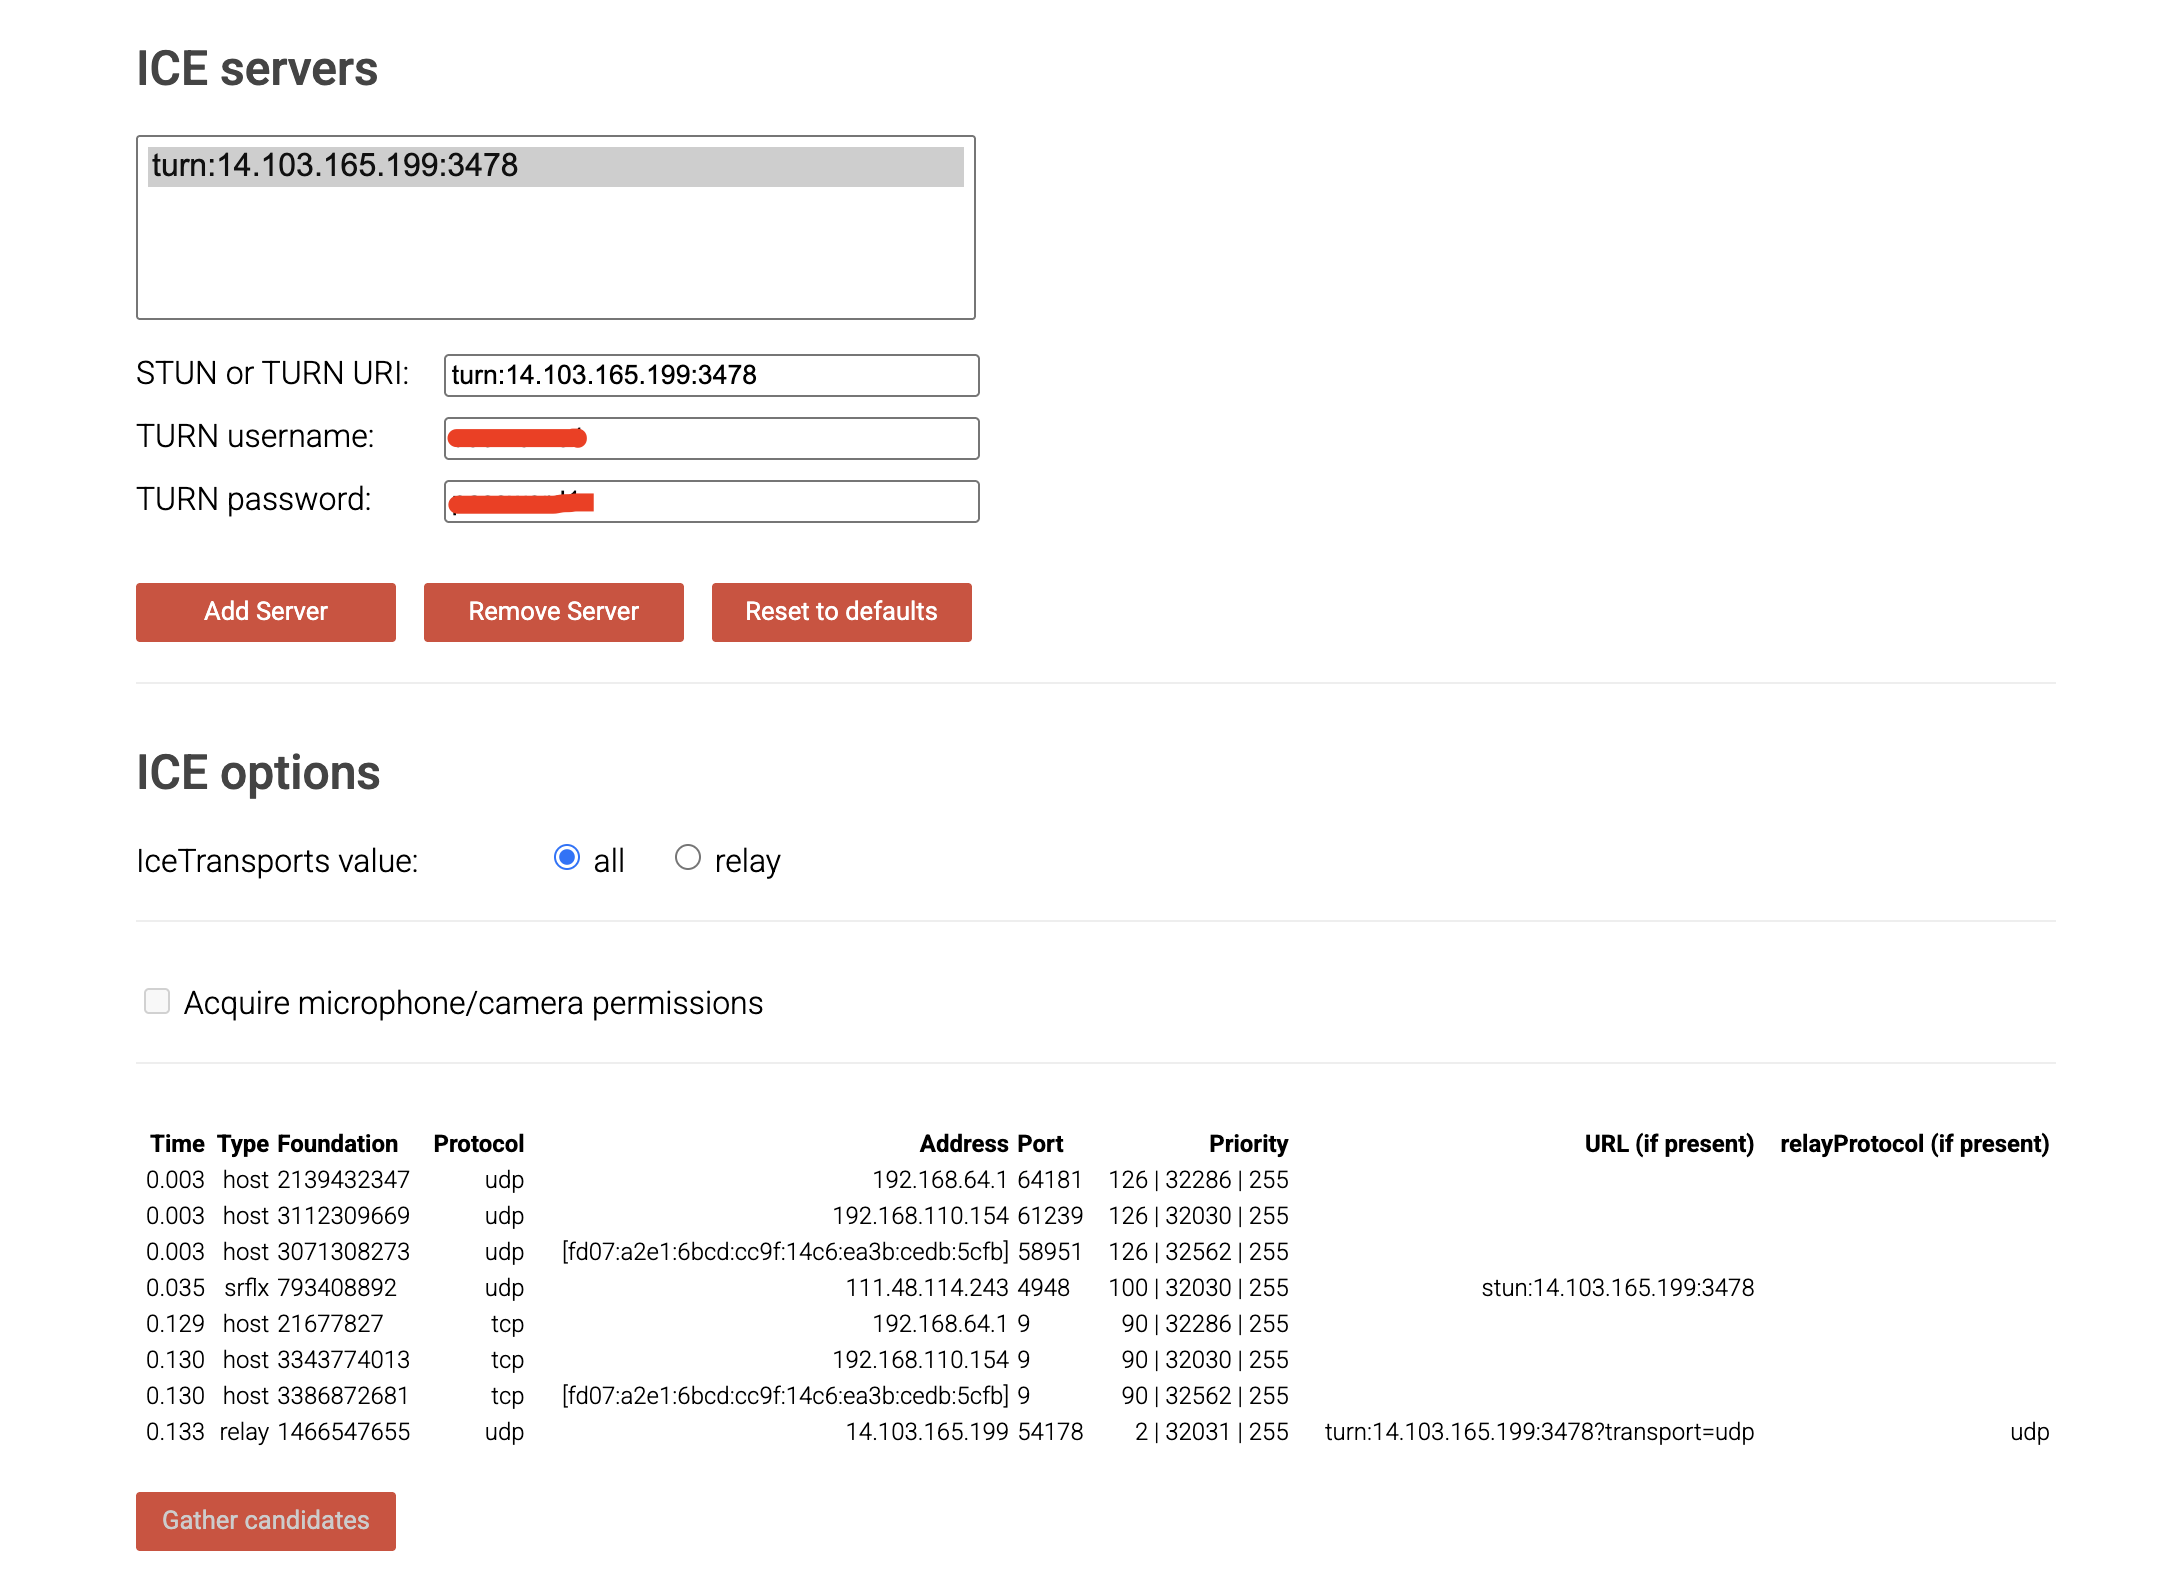 ICE servers
turn:14.103.165.199:3478
STUN or TURN URI: turn:14.103.165.199:3478
TURN username:
TURN password:
Add Server Remove Server Reset to defaults
ICE options
IceTransports value: all relay
Acquire microphone/camera permissions
Time Type Foundation Protocol Address Port Priority URL (if present) relayProtocol (if present)
0.003 host 2139432347 udp 192.168.64.1 64181 126 | 32286 | 255
0.003 host 3112309669 udp 192.168.110.154 61239 126 | 32030 | 255
0.003 host 3071308273 udp [fd07:a2e1:6bcd:cc9f:14c6:ea3b:cedb:5cfb] 58951 126 | 32562 | 255
0.035 srflx 793408892 udp 111.48.114.243 4948 100 | 32030 | 255 stun:14.103.165.199:3478
0.129 host 21677827 tcp 192.168.64.1 9 90 | 32286 | 255
0.130 host 3343774013 tcp 192.168.110.154 9 90 | 32030 | 255
0.130 host 3386872681 tcp [fd07:a2e1:6bcd:cc9f:14c6:ea3b:cedb:5cfb] 9 90 | 32562 | 255
0.133 relay 1466547655 udp 14.103.165.199 54178 2 | 32031 | 255 turn:14.103.165.199:3478?transport=udp udp
Gather candidates